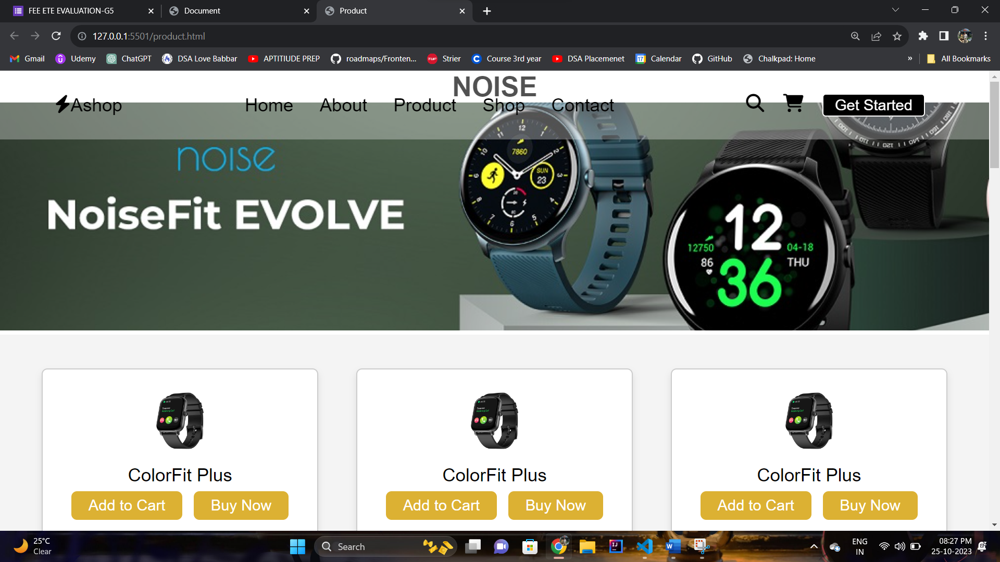 FEE ETE EVALUATION-G5
Document
Product
127.0.0.1:5501/product.html
Gmail
Udemy
ChatGPT
DSA Love Babbar
APTITIUDE PREP
roadmaps/Fronten...
Strier
Course 3rd year
DSA Placemenet
17
Calendar
GitHub
Chalkpad: Home
»
All Bookmarks
NOISE
Ashop
Home
About
Product
Shop
Contact
Get Started
noise
NoiseFit EVOLVE
12
7860
SUN
23
12
12750
04-18
86
THU
36
ColorFit Plus
ColorFit Plus
ColorFit Plus
Add to Cart
Buy Now
Add to Cart
Buy Now
Add to Cart
Buy Now
25°C
Clear
Search
ENG
IN
08:27 PM
25-10-2023